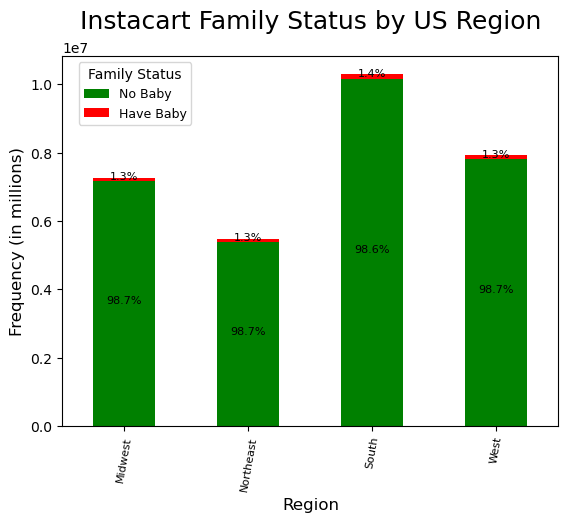 Instacart Family Status by US Region
1e7
Family Status
No Baby
Have Baby
1.0
0.8
0.6
0.4
0.2
0.0
Frequency (in millions)
1.3%
98.7%
1.3%
98.7%
1.4%
98.6%
1.3%
98.7%
Midwest
Northeast
South
West
Region